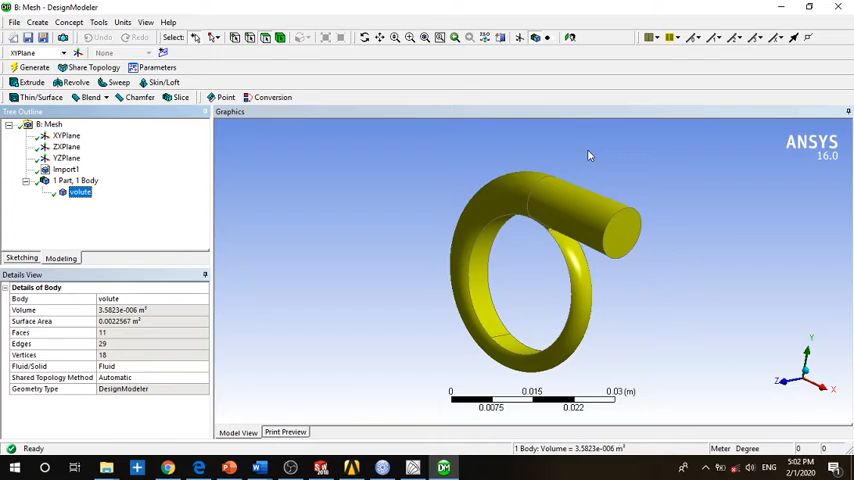 B: Mesh - DesignModeler
File Create Concept Tools Units View Help
Undo Redo Select:
XYPlane None
Generate Share Topology Parameters
Extrude Revolve Sweep Skin/Loft
Thin/Surface Blend Chamfer Slice Point Conversion
Tree Outline
B: Mesh
XYPlane
ZXPlane
YZPlane
Import1
1 Part, 1 Body
volute
Sketching Modeling
Details View
Details of Body
Body volute
Volume 3.5823e-006 m³
Surface Area 0.0022567 m²
Faces 11
Edges 29
Vertices 18
Fluid/Solid Fluid
Shared Topology Method Automatic
Geometry Type DesignModeler
Graphics
ANSYS
16.0
0 0.015 0.03 (m)
0.0075 0.022
Y
Z X
Model View Print Preview
Ready 1 Body: Volume = 3.5823e-006 m³ Meter Degree 0 0
ENG 5:02 PM
2/1/2020